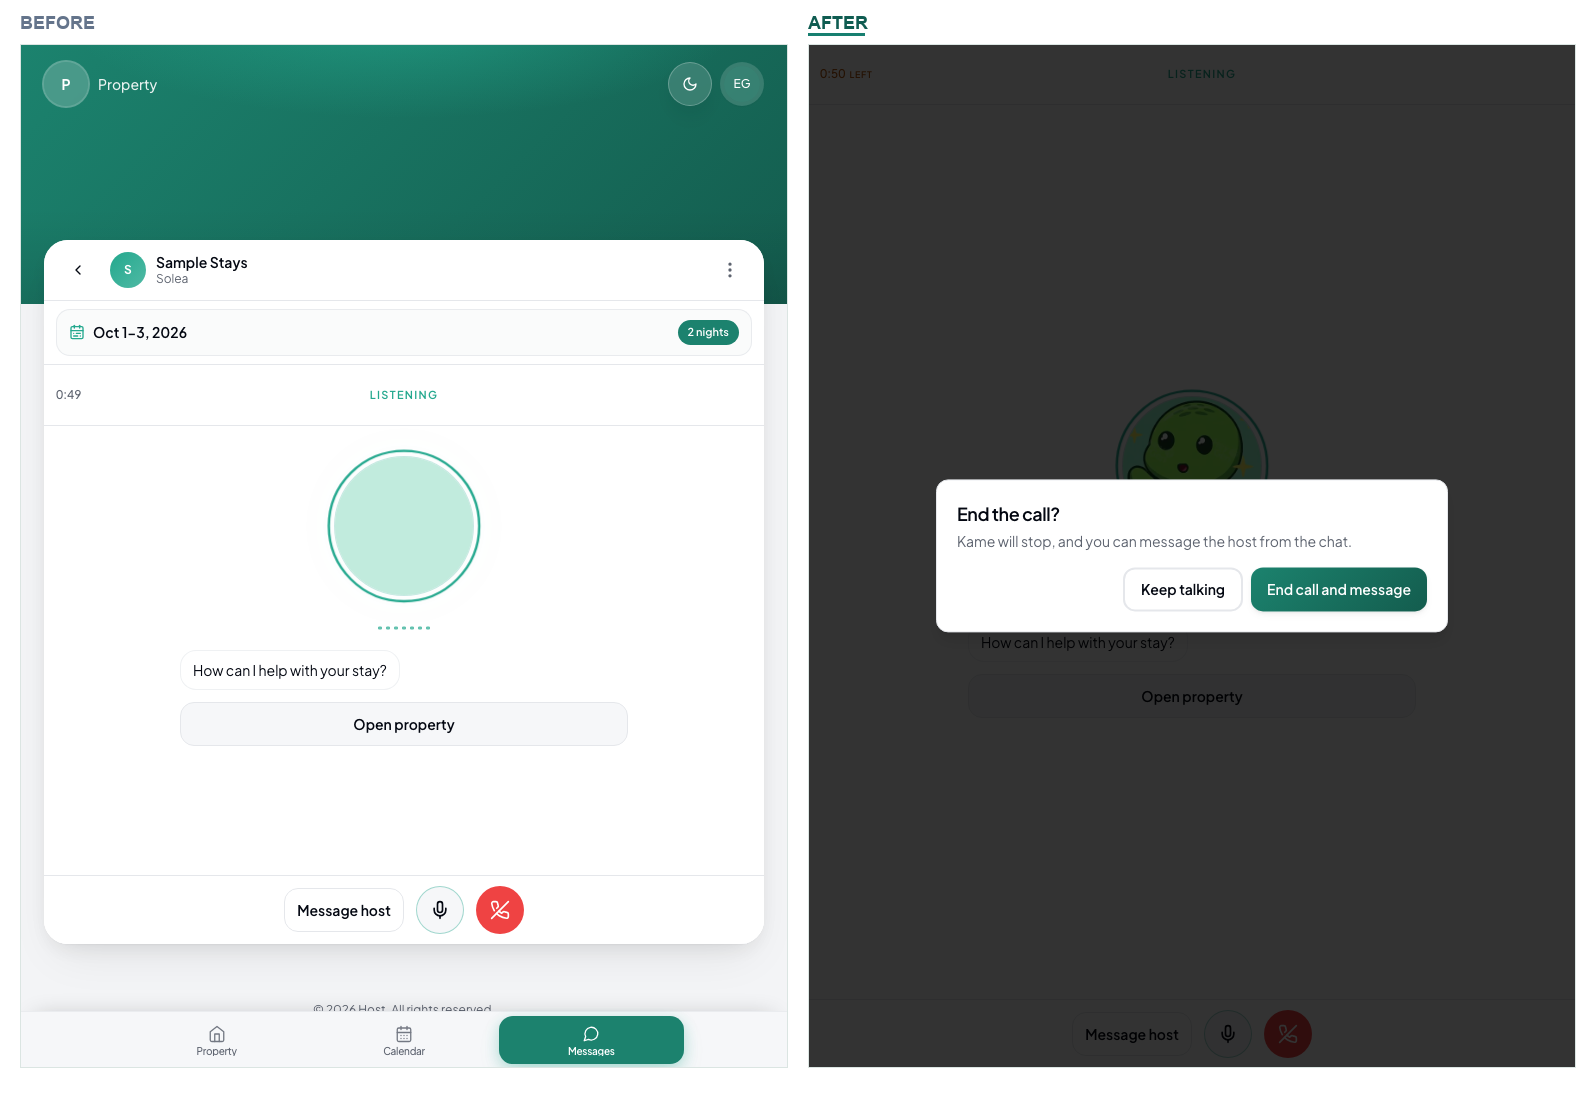 BEFORE
P
Property
EG
S
Sample Stays
Solea
Oct 1–3, 2026
2 nights
0:49
LISTENING
How can I help with your stay?
Open property
Message host
© 2026 Host. All rights reserved
Property
Calendar
Messages
AFTER
0:50 LEFT
LISTENING
End the call?
Kame will stop, and you can message the host from the chat.
Keep talking
End call and message
How can I help with your stay?
Open property
Message host